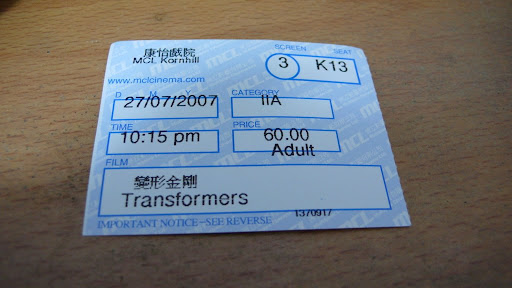 康怡戲院
MCL Kornhill
SCREEN SEAT
3 K13
www.mclcinema.com
D M Y CATEGORY
27/07/2007 IIA
TIME PRICE
10:15 pm 60.00
Adult
FILM
變形金剛
Transformers
1370917
IMPORTANT NOTICE–SEE REVERSE